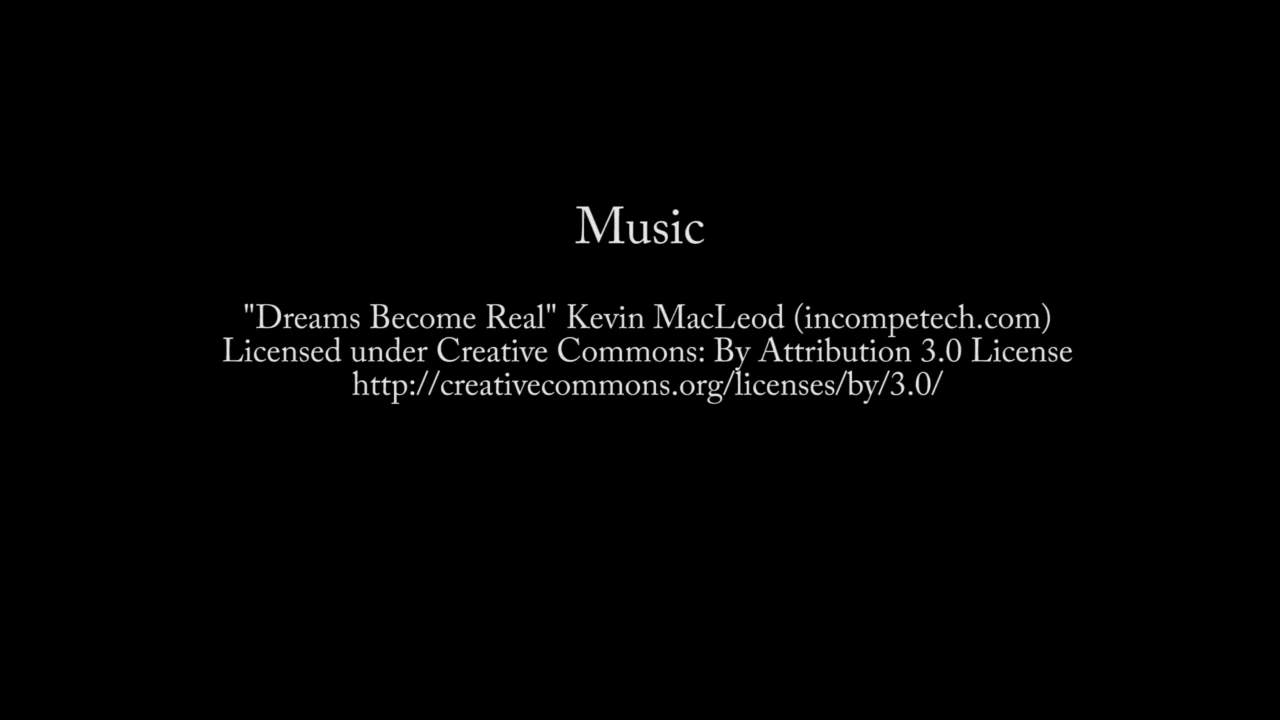 Music
"Dreams Become Real" Kevin MacLeod (incompetech.com)
Licensed under Creative Commons: By Attribution 3.0 License
http://creativecommons.org/licenses/by/3.0/